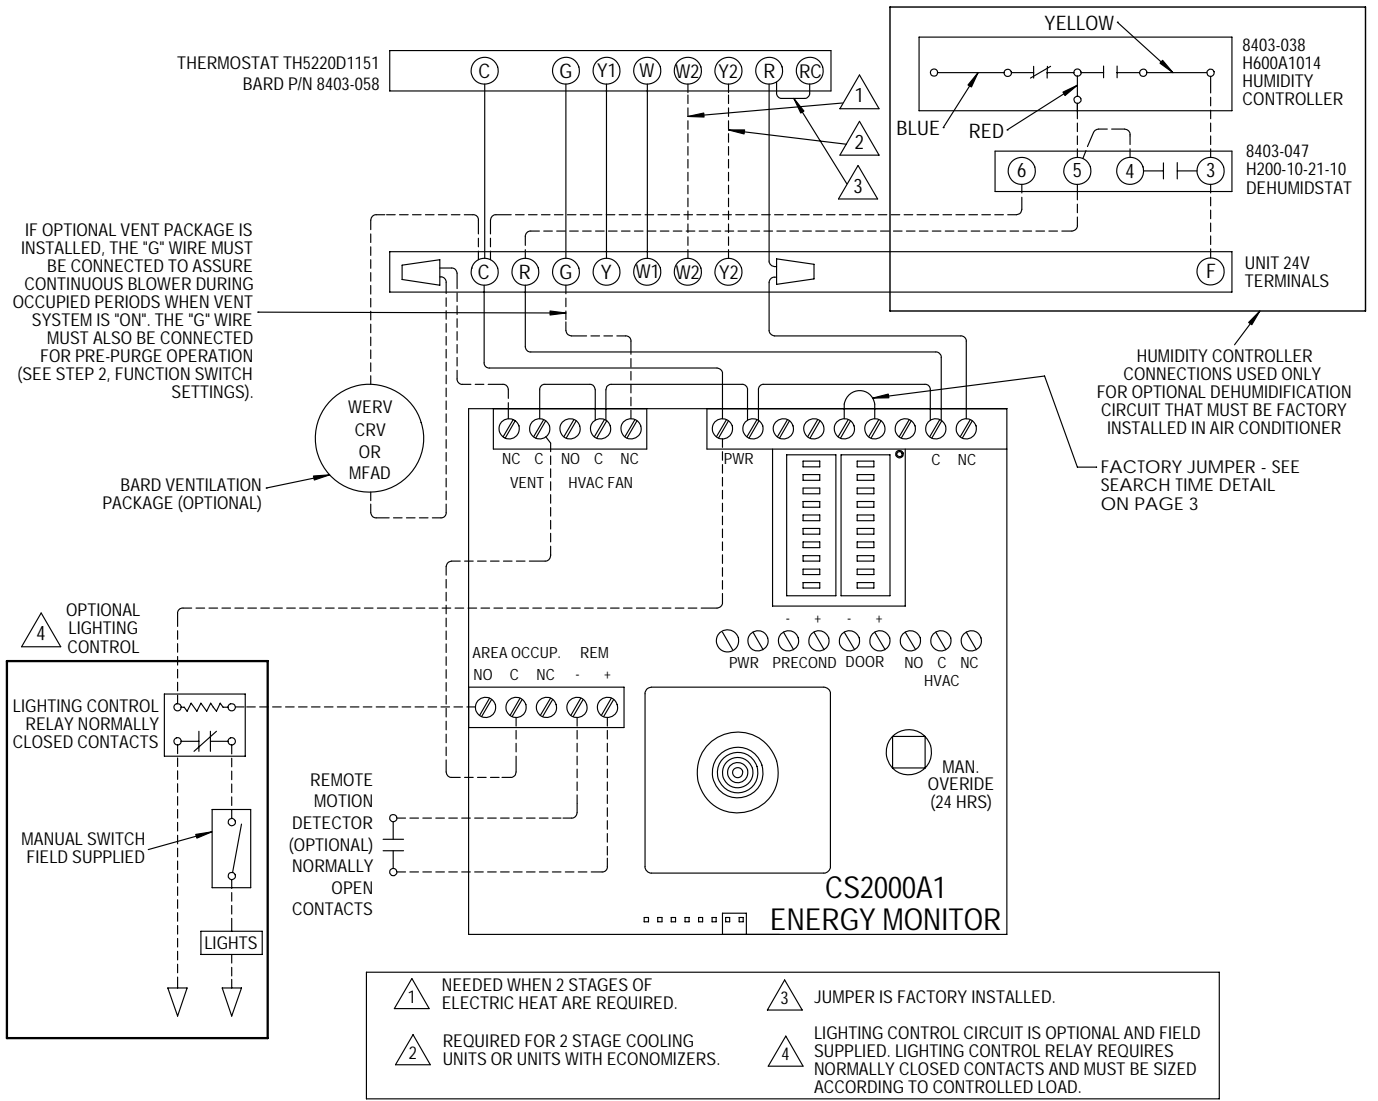 YELLOW
THERMOSTAT TH5220D1151
BARD P/N 8403-058
C G Y1 W W2 Y2 R RC
1
2
3
8403-038
H600A1014
HUMIDITY
CONTROLLER
BLUE
RED
8403-047
H200-10-21-10
DEHUMIDSTAT
6 5 4 3
IF OPTIONAL VENT PACKAGE IS
INSTALLED, THE "G" WIRE MUST
BE CONNECTED TO ASSURE
CONTINUOUS BLOWER DURING
OCCUPIED PERIODS WHEN VENT
SYSTEM IS "ON". THE "G" WIRE
MUST ALSO BE CONNECTED
FOR PRE-PURGE OPERATION
(SEE STEP 2, FUNCTION SWITCH
SETTINGS).
C R G Y W1 W2 Y2 F
UNIT 24V
TERMINALS
HUMIDITY CONTROLLER
CONNECTIONS USED ONLY
FOR OPTIONAL DEHUMIDIFICATION
CIRCUIT THAT MUST BE FACTORY
INSTALLED IN AIR CONDITIONER
WERV
CRV
OR
MFAD
BARD VENTILATION
PACKAGE (OPTIONAL)
NC C NO C NC
VENT HVAC FAN
PWR C NC
FACTORY JUMPER - SEE
SEARCH TIME DETAIL
ON PAGE 3
4
OPTIONAL
LIGHTING
CONTROL
- + - +
PWR PRECOND DOOR NO C NC
HVAC
AREA OCCUP. REM
NO C NC - +
LIGHTING CONTROL
RELAY NORMALLY
CLOSED CONTACTS
MANUAL SWITCH
FIELD SUPPLIED
LIGHTS
REMOTE
MOTION
DETECTOR
(OPTIONAL)
NORMALLY
OPEN
CONTACTS
MAN.
OVERIDE
(24 HRS)
CS2000A1
ENERGY MONITOR
1
NEEDED WHEN 2 STAGES OF
ELECTRIC HEAT ARE REQUIRED.
2
REQUIRED FOR 2 STAGE COOLING
UNITS OR UNITS WITH ECONOMIZERS.
3
JUMPER IS FACTORY INSTALLED.
4
LIGHTING CONTROL CIRCUIT IS OPTIONAL AND FIELD
SUPPLIED. LIGHTING CONTROL RELAY REQUIRES
NORMALLY CLOSED CONTACTS AND MUST BE SIZED
ACCORDING TO CONTROLLED LOAD.